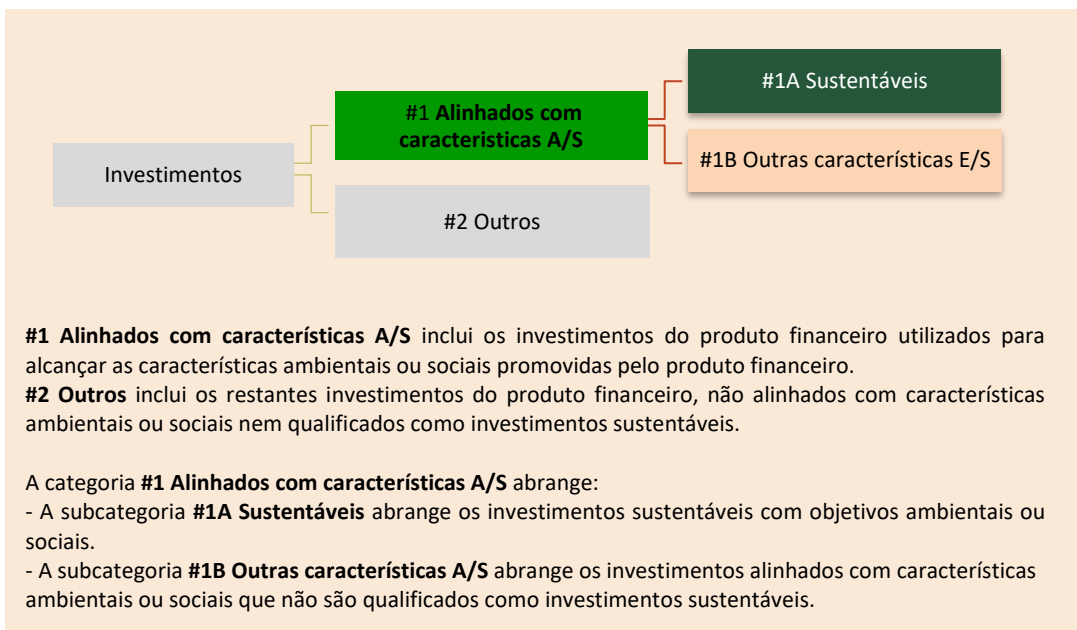 #1A Sustentáveis
#1 Alinhados com
caracteristicas A/S
#1B Outras características E/S
Investimentos
#2 Outros
#1 Alinhados com características A/S inclui os investimentos do produto financeiro utilizados para
alcançar as características ambientais ou sociais promovidas pelo produto financeiro.
#2 Outros inclui os restantes investimentos do produto financeiro, não alinhados com características
ambientais ou sociais nem qualificados como investimentos sustentáveis.
A categoria #1 Alinhados com características A/S abrange:
- A subcategoria #1A Sustentáveis abrange os investimentos sustentáveis com objetivos ambientais ou
sociais.
- A subcategoria #1B Outras características A/S abrange os investimentos alinhados com características
ambientais ou sociais que não são qualificados como investimentos sustentáveis.